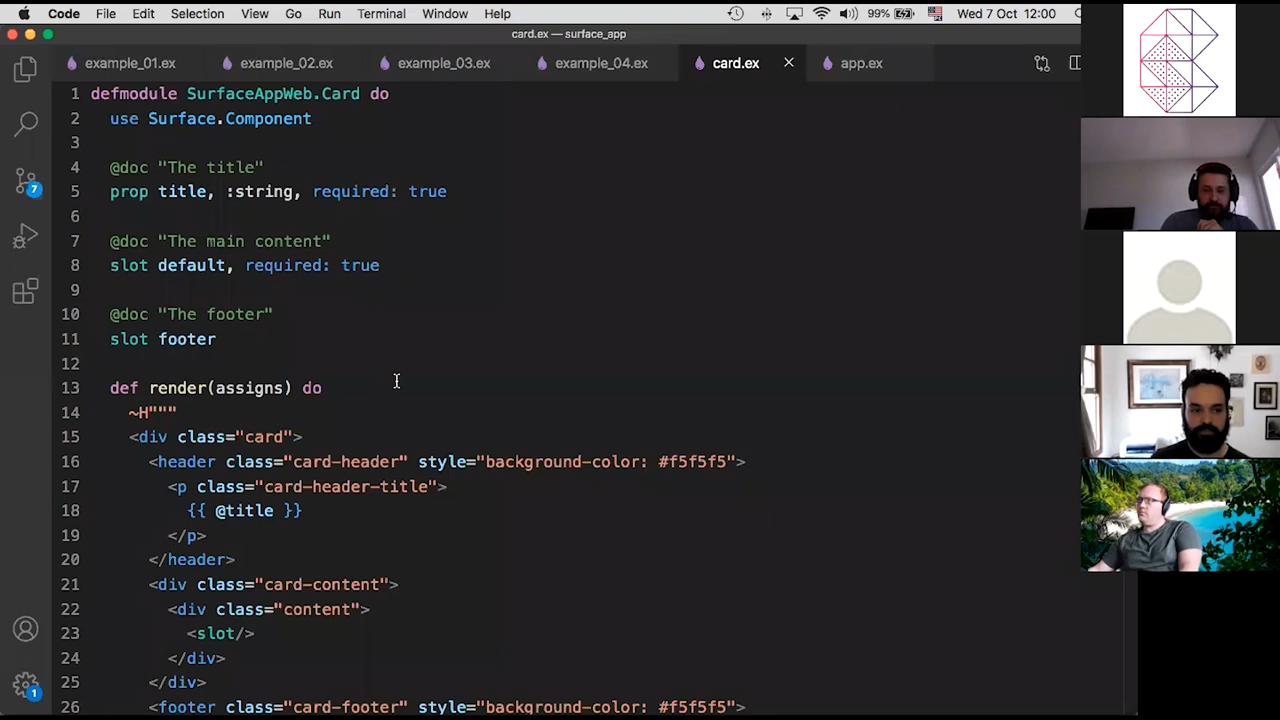 Code File Edit Selection View Go Run Terminal Window Help 99% Wed 7 Oct 12:00
card.ex — surface_app
example_01.ex example_02.ex example_03.ex example_04.ex card.ex app.ex
1 defmodule SurfaceAppWeb.Card do
2 use Surface.Component
3
4 @doc "The title"
5 prop title, :string, required: true
6
7 @doc "The main content"
8 slot default, required: true
9
10 @doc "The footer"
11 slot footer
12
13 def render(assigns) do
14 ~H"""
15 <div class="card">
16 <header class="card-header" style="background-color: #f5f5f5">
17 <p class="card-header-title">
18 {{ @title }}
19 </p>
20 </header>
21 <div class="card-content">
22 <div class="content">
23 <slot/>
24 </div>
25 </div>
26 <footer class="card-footer" style="background-color: #f5f5f5">
7
1